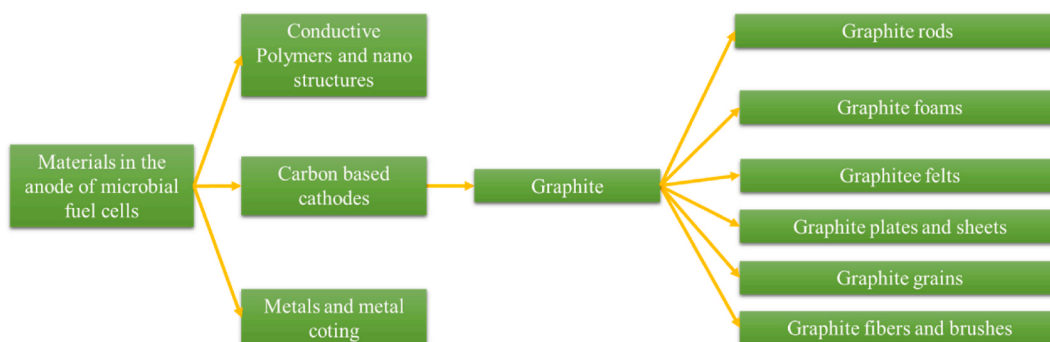 Conductive
Polymers and nano
structures
Materials in the
anode of microbial
fuel cells
Carbon based
cathodes
Metals and metal
coting
Graphite
Graphite rods
Graphite foams
Graphitee felts
Graphite plates and sheets
Graphite grains
Graphite fibers and brushes